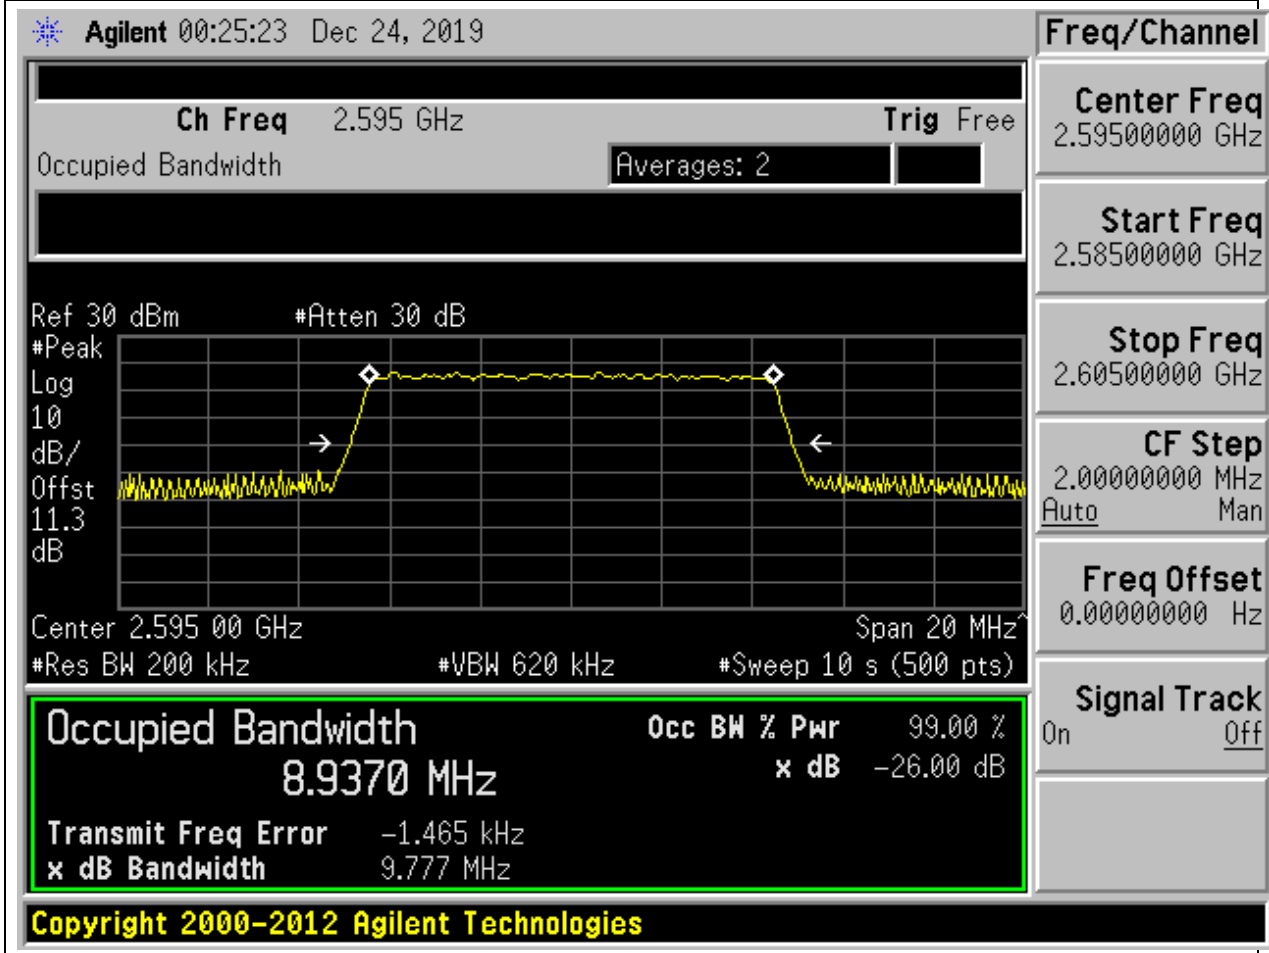 Agilent 00:25:23 Dec 24, 2019
Freq/Channel
Ch Freq 2.595 GHz Trig Free
Occupied Bandwidth Averages: 2
Ref 30 dBm #Atten 30 dB
#Peak
Log
10
dB/
Offst
11.3
dB
Center 2.595 00 GHz Span 20 MHz^
#Res BW 200 kHz #VBW 620 kHz #Sweep 10 s (500 pts)
Occupied Bandwidth Occ BW % Pwr 99.00 %
8.9370 MHz x dB -26.00 dB
Transmit Freq Error -1.465 kHz
x dB Bandwidth 9.777 MHz
Copyright 2000-2012 Agilent Technologies
Center Freq
2.59500000 GHz
Start Freq
2.58500000 GHz
Stop Freq
2.60500000 GHz
CF Step
2.00000000 MHz
Auto Man
Freq Offset
0.00000000 Hz
Signal Track
On Off